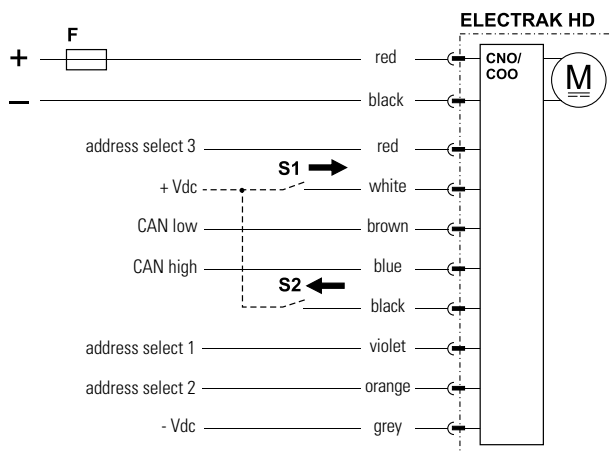 ELECTRAK HD
F
+ red CNO/
COO
M
− black
address select 3 red
S1
+ Vdc white
CAN low brown
CAN high blue
S2
black
address select 1 violet
address select 2 orange
- Vdc grey